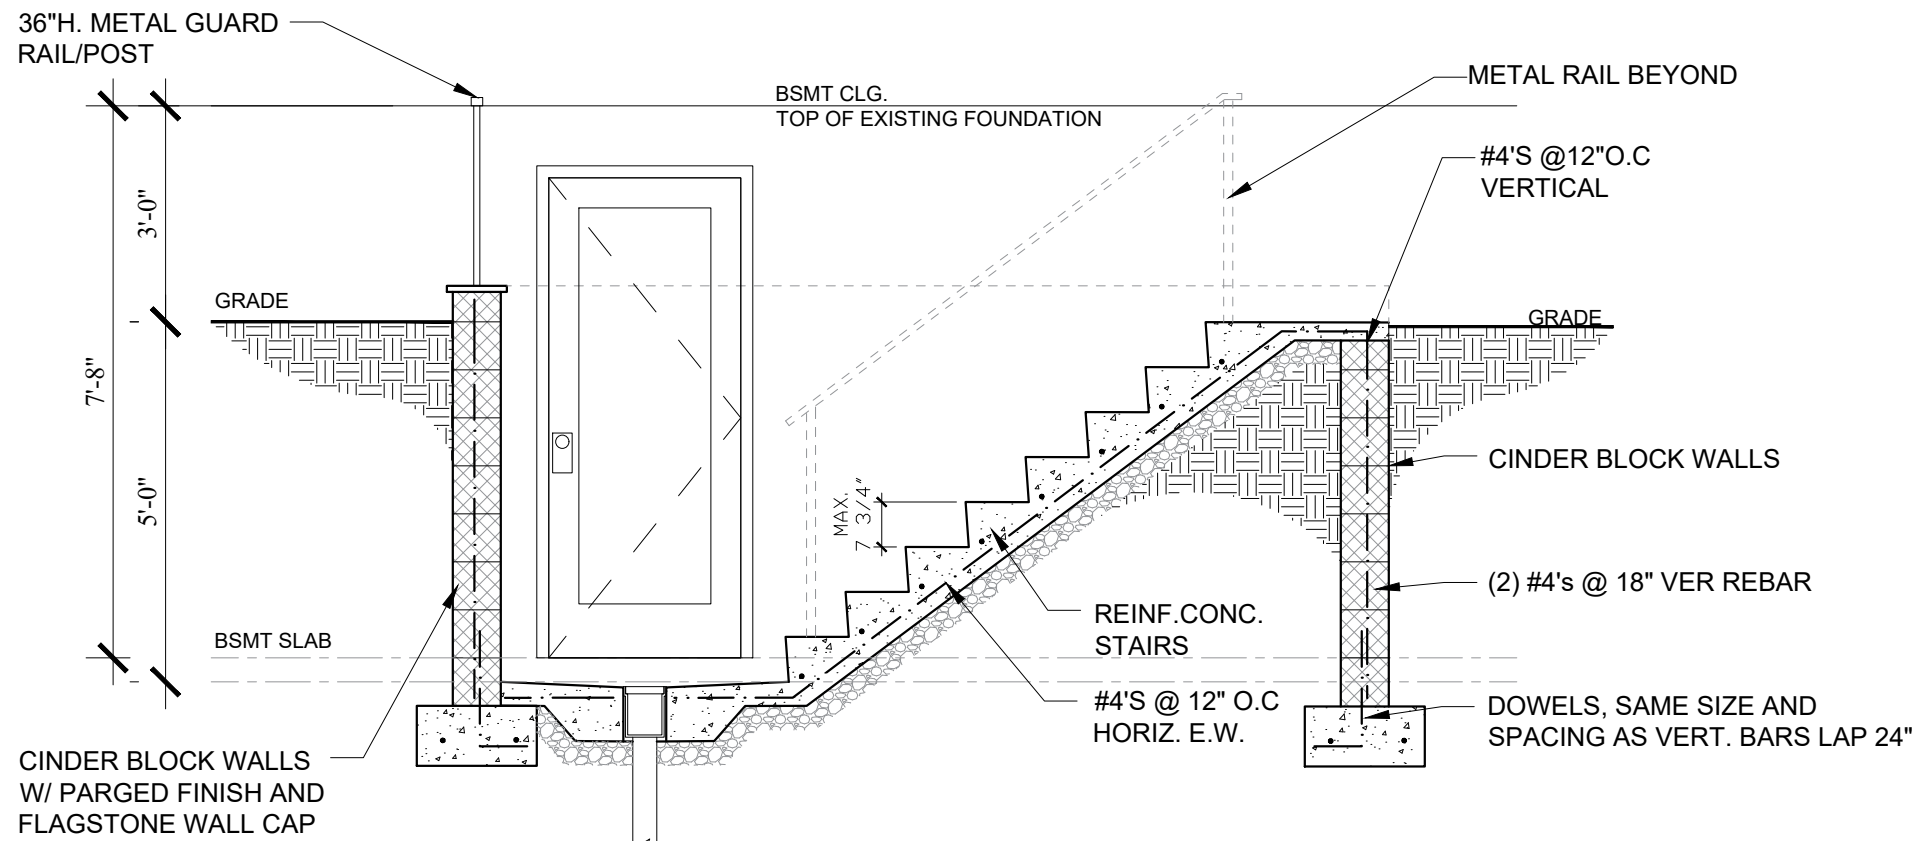 36"H. METAL GUARD
RAIL/POST
BSMT CLG.
TOP OF EXISTING FOUNDATION
METAL RAIL BEYOND
#4'S @12"O.C
VERTICAL
3'-0"
GRADE
GRADE
7'-8"
5'-0"
MAX.
7 3/4"
CINDER BLOCK WALLS
(2) #4's @ 18" VER REBAR
REINF.CONC.
STAIRS
BSMT SLAB
#4'S @ 12" O.C
HORIZ. E.W.
DOWELS, SAME SIZE AND
SPACING AS VERT. BARS LAP 24"
CINDER BLOCK WALLS
W/ PARGED FINISH AND
FLAGSTONE WALL CAP